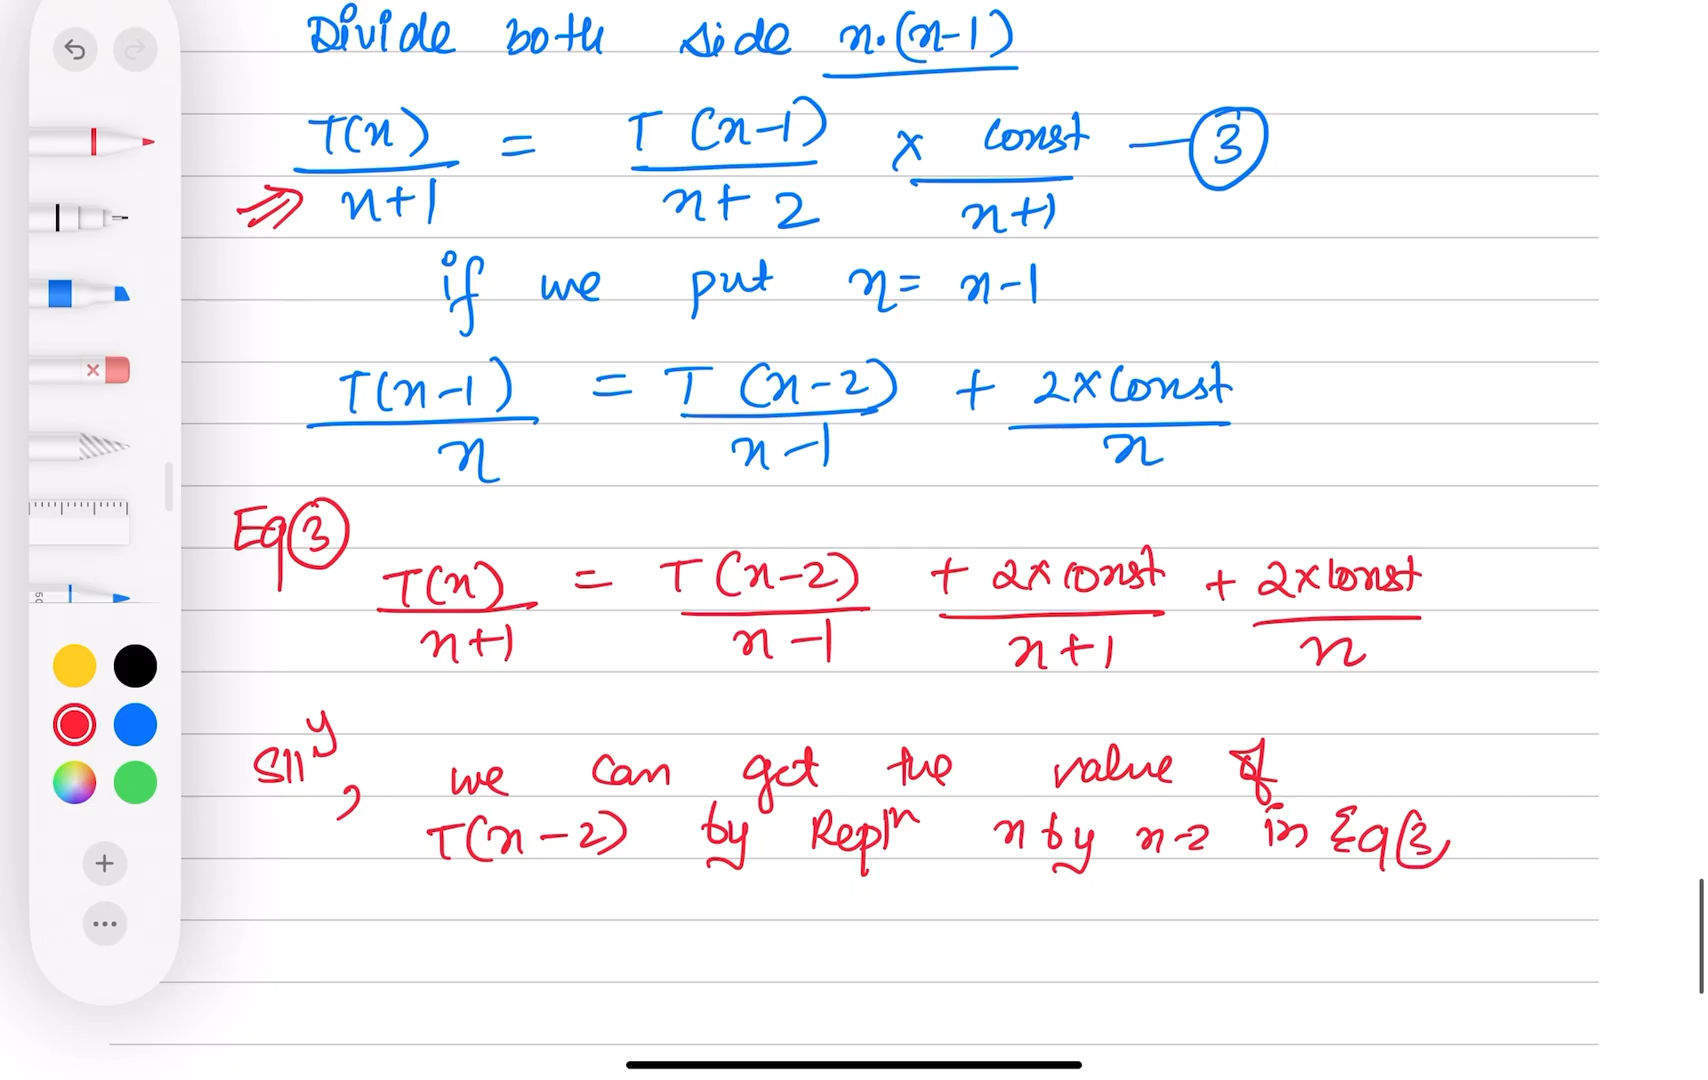 Divide both side n.(n-1)
T(n)/n+1 = T(n-1)/n+2 x const/n+1 — 3
if we put n= n-1
T(n-1)/n = T(n-2)/n-1 + 2xConst/n
Eq 3
T(n)/n+1 = T(n-2)/n-1 + 2xconst/n+1 + 2xConst/n
Slly, we can get the value of
T(n-2) by Repln n by n-2 in Eq(3)